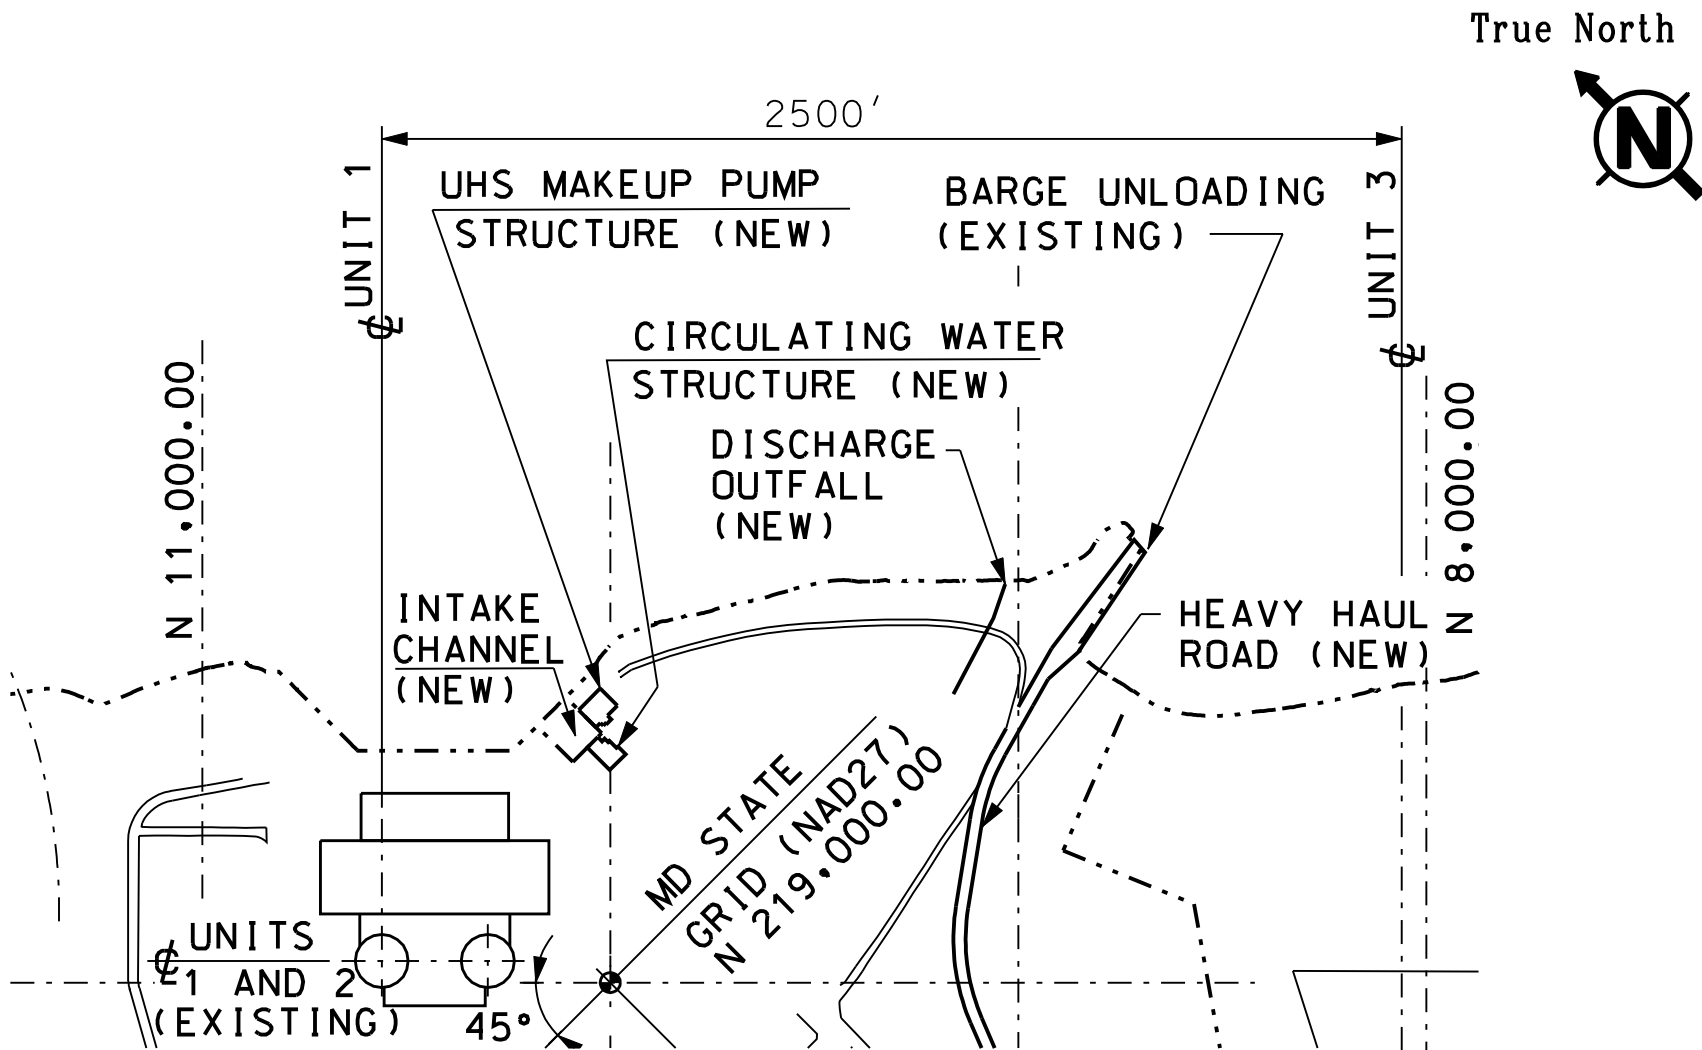 True North
N
2500'
UNIT 1
℄
UHS MAKEUP PUMP
STRUCTURE (NEW)
BARGE UNLOADING
(EXISTING)
UNIT 3
℄
CIRCULATING WATER
STRUCTURE (NEW)
N 11,000.00
DISCHARGE
OUTFALL
(NEW)
N 8,000.00
INTAKE
CHANNEL
(NEW)
HEAVY HAUL
ROAD (NEW)
MD STATE
GRID (NAD27)
N 219,000.00
℄ UNITS
1 AND 2
(EXISTING)
45°